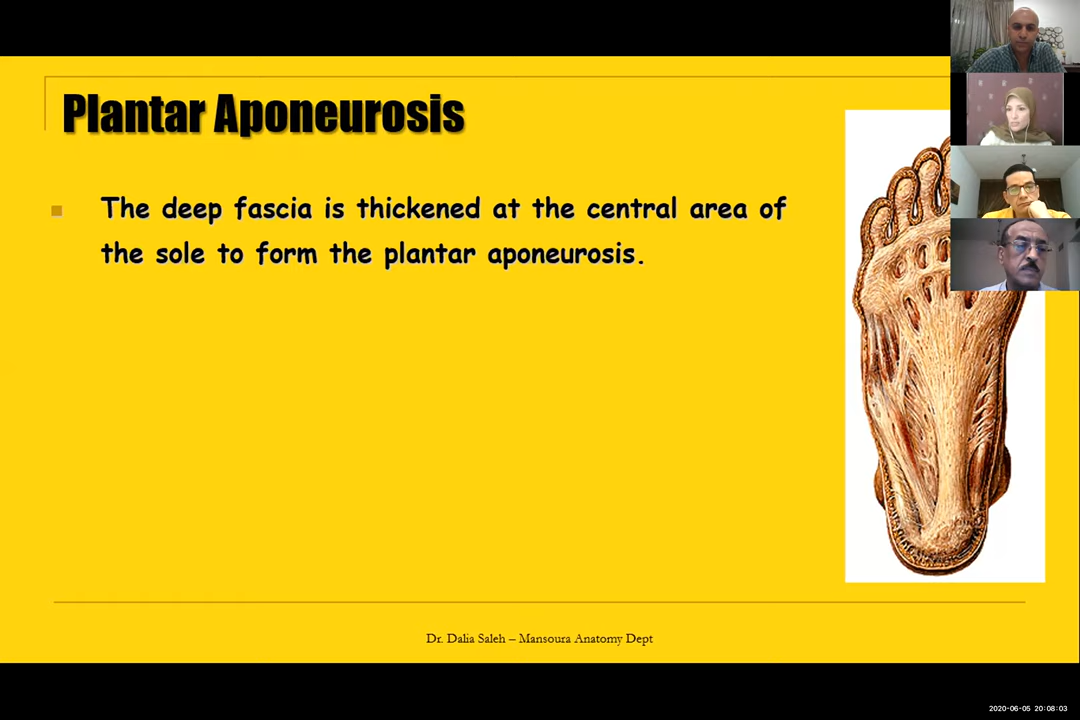 Plantar Aponeurosis
The deep fascia is thickened at the central area of
the sole to form the plantar aponeurosis.
Dr. Dalia Saleh – Mansoura Anatomy Dept
2020-06-05 20:08:03